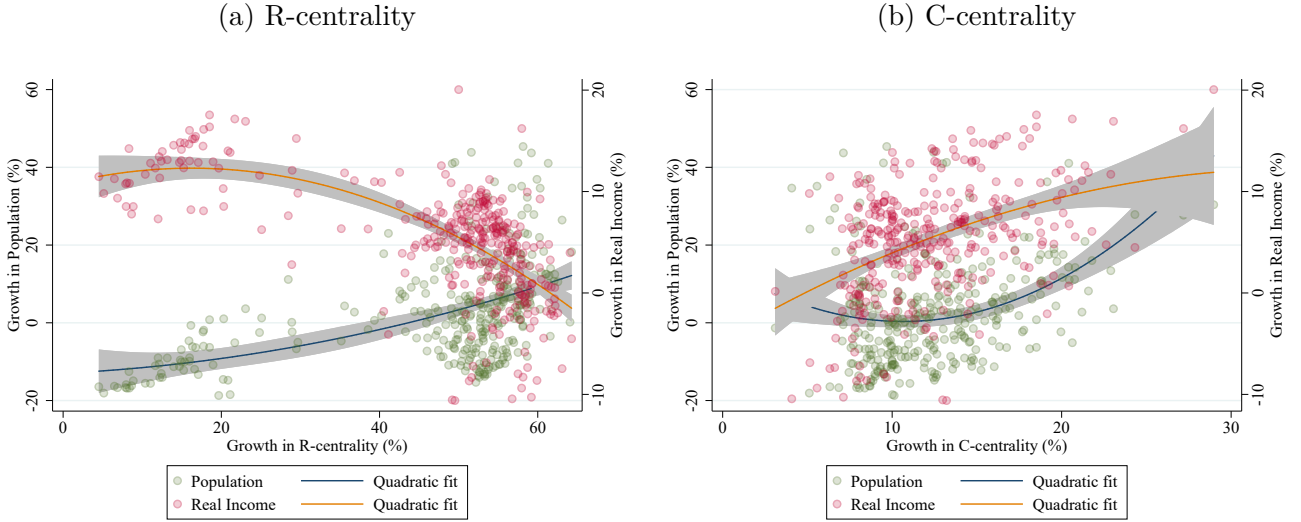 (a) R-centrality
(b) C-centrality
Growth in Population (%)
60
40
20
0
-20
20
10
0
-10
Growth in Real Income (%)
0
20
40
60
Growth in R-centrality (%)
Population
Quadratic fit
Real Income
Quadratic fit
Growth in Population (%)
60
40
20
0
-20
20
10
0
-10
Growth in Real Income (%)
0
10
20
30
Growth in C-centrality (%)
Population
Quadratic fit
Real Income
Quadratic fit